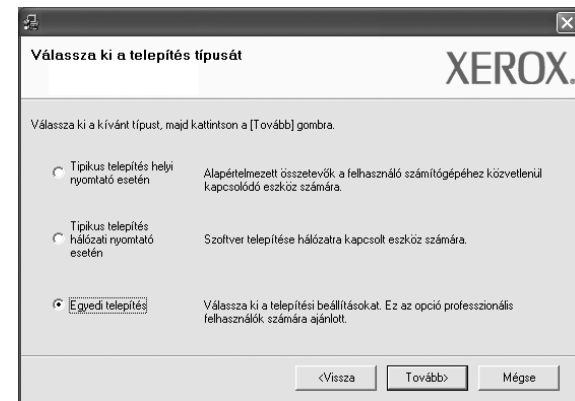 Válassza ki a telepítés típusát
XEROX.
Válassza ki a kívánt típust, majd kattintson a [Tovább] gombra.
Tipikus telepítés helyi
nyomtató esetén
Alapértelmezett összetevők a felhasználó számítógépéhez közvetlenül
kapcsolódó eszköz számára.
Tipikus telepítés
hálózati nyomtató
esetén
Szoftver telepítése hálózatra kapcsolt eszköz számára.
Egyedi telepítés
Válassza ki a telepítési beállításokat. Ez az opció professzionális
felhasználók számára ajánlott.
<Vissza
Tovább>
Mégse